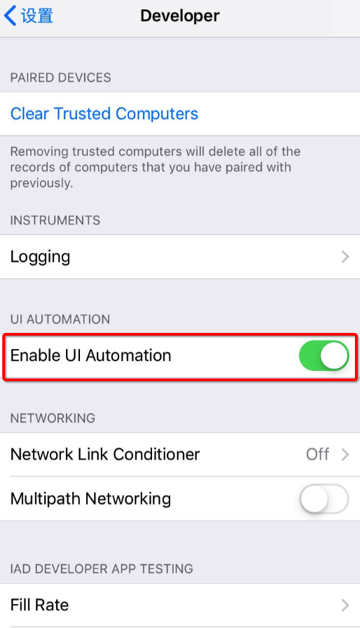 设置
Developer
PAIRED DEVICES
Clear Trusted Computers
Removing trusted computers will delete all of the
records of computers that you have paired with
previously.
INSTRUMENTS
Logging
UI AUTOMATION
Enable UI Automation
NETWORKING
Network Link Conditioner Off
Multipath Networking
IAD DEVELOPER APP TESTING
Fill Rate